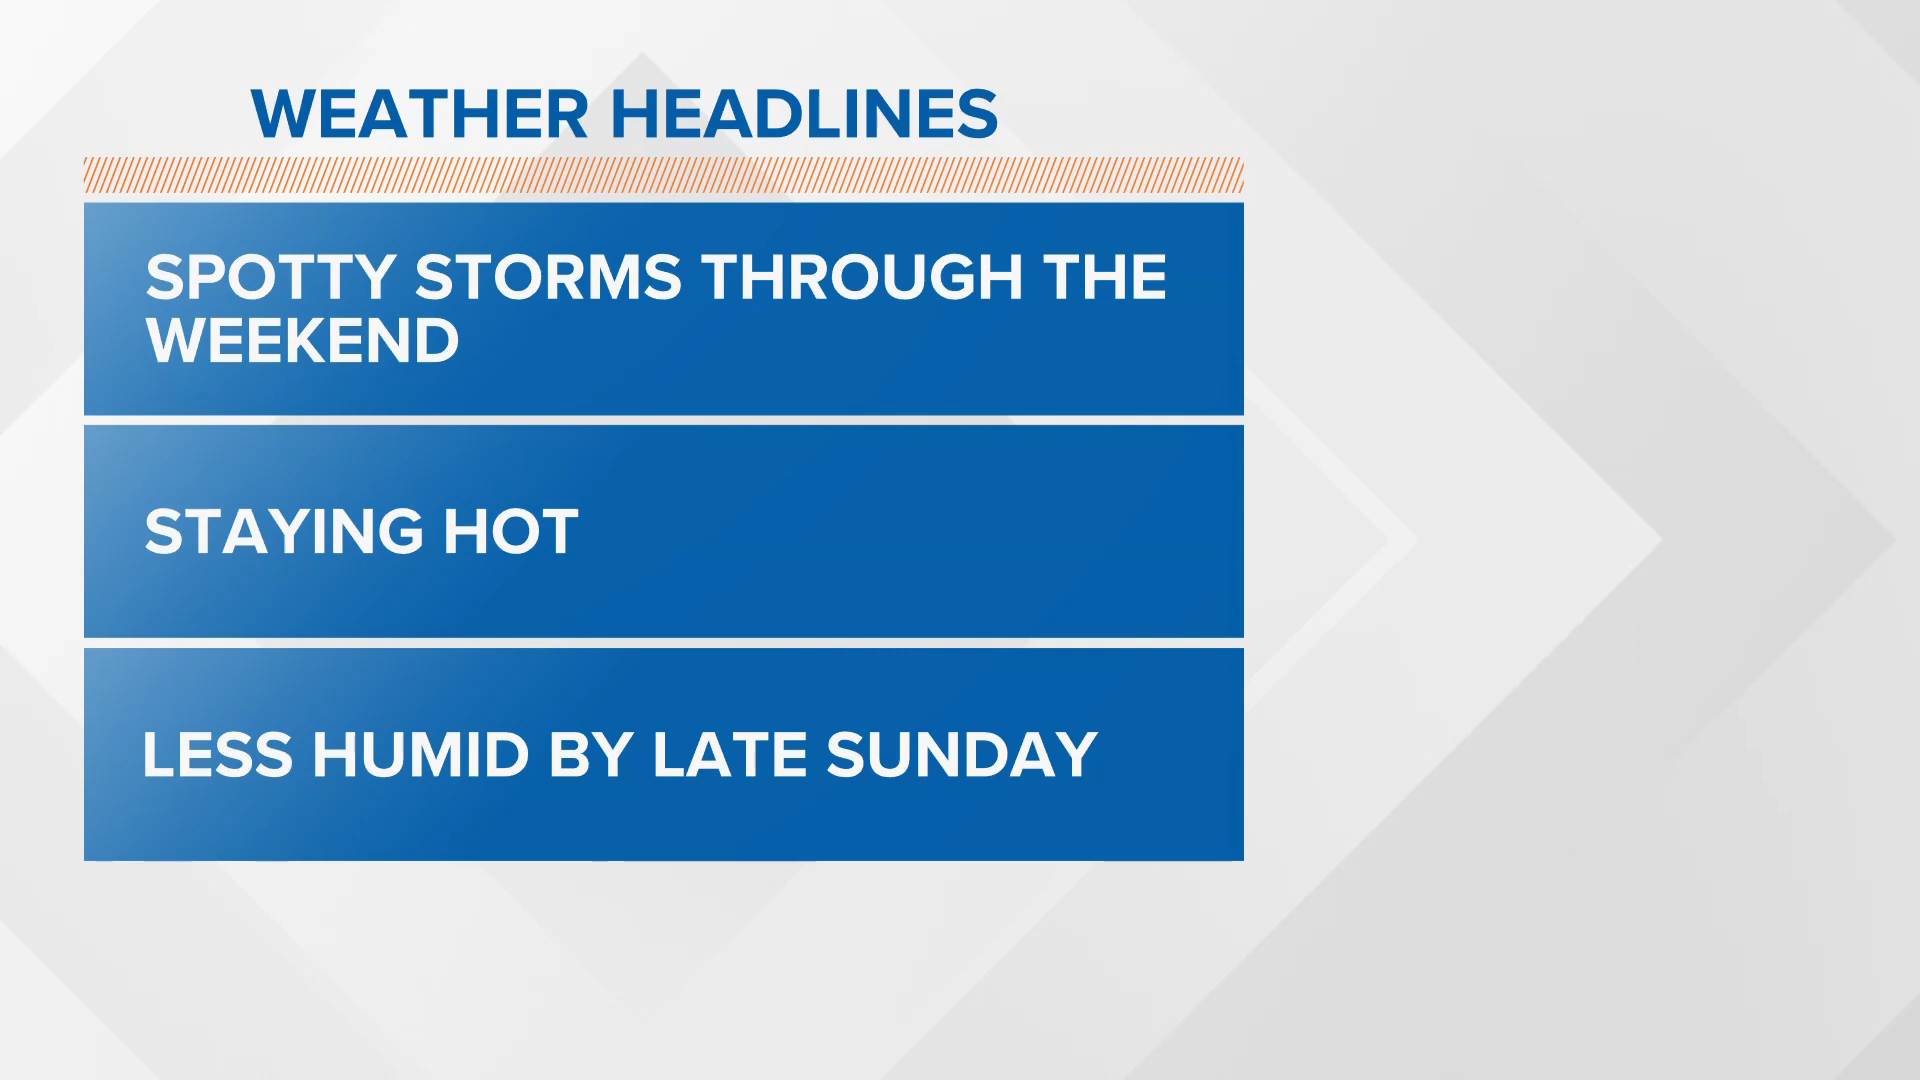 WEATHER HEADLINES
SPOTTY STORMS THROUGH THE
WEEKEND
STAYING HOT
LESS HUMID BY LATE SUNDAY